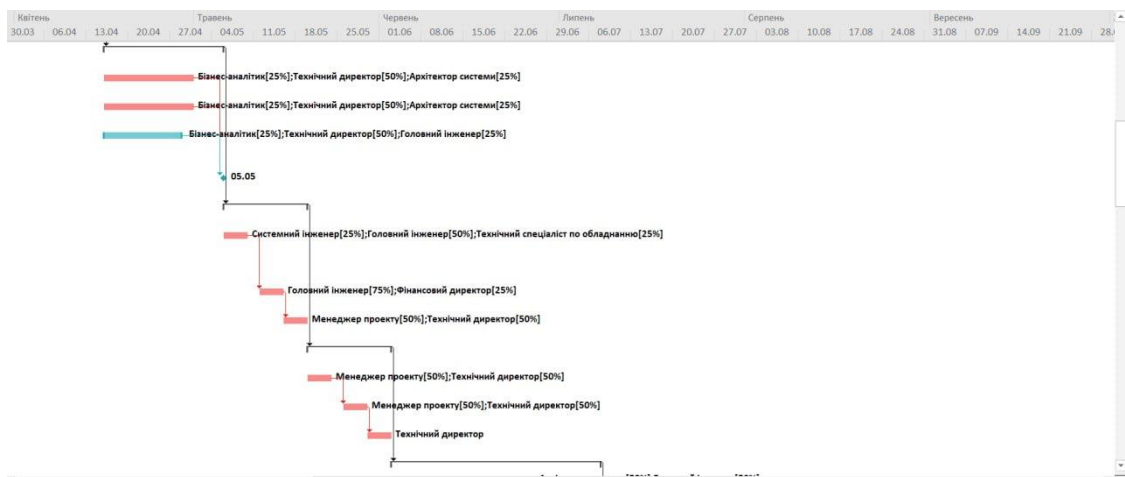 Квітень Травень Червень Липень Серпень Вересень
30.03 06.04 13.04 20.04 27.04 04.05 11.05 18.05 25.05 01.06 08.06 15.06 22.06 29.06 06.07 13.07 20.07 27.07 03.08 10.08 17.08 24.08 31.08 07.09 14.09 21.09 28.
Бізнес-аналітик[25%];Технічний директор[50%];Архітектор системи[25%]
Бізнес-аналітик[25%];Технічний директор[50%];Архітектор системи[25%]
Бізнес-аналітик[25%];Технічний директор[50%];Головний інженер[25%]
05.05
Системний інженер[25%];Головний інженер[50%];Технічний спеціаліст по обладнанню[25%]
Головний інженер[75%];Фінансовий директор[25%]
Менеджер проекту[50%];Технічний директор[50%]
Менеджер проекту[50%];Технічний директор[50%]
Менеджер проекту[50%];Технічний директор[50%]
Технічний директор